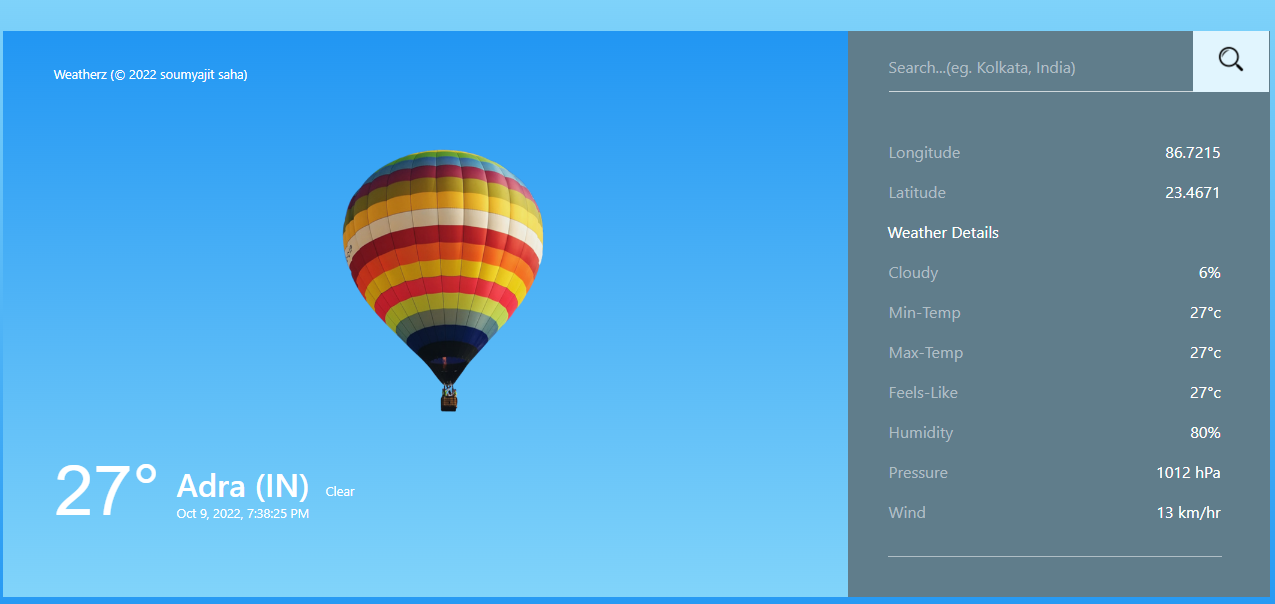 Weatherz (© 2022 soumyajit saha)
27° Adra (IN) Clear
Oct 9, 2022, 7:38:25 PM
Search...(eg. Kolkata, India)
Longitude 86.7215
Latitude 23.4671
Weather Details
Cloudy 6%
Min-Temp 27°c
Max-Temp 27°c
Feels-Like 27°c
Humidity 80%
Pressure 1012 hPa
Wind 13 km/hr